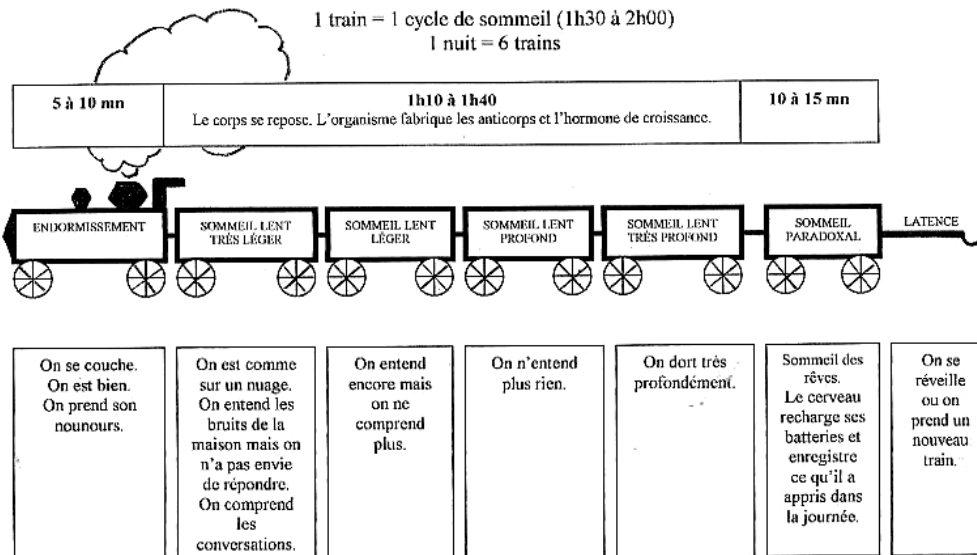 1 train = 1 cycle de sommeil (1h30 à 2h00)
1 nuit = 6 trains
5 à 10 mn
1h10 à 1h40
Le corps se repose. L'organisme fabrique les anticorps et l'hormone de croissance.
10 à 15 mn
ENDORMISSEMENT
SOMMEIL LENT
TRÈS LÉGER
SOMMEIL LENT
LÉGER
SOMMEIL LENT
PROFOND
SOMMEIL LENT
TRÈS PROFOND
SOMMEIL
PARADOXAL
LATENCE
On se couche.
On est bien.
On prend son
nounours.
On est comme
sur un nuage.
On entend les
bruits de la
maison mais on
n'a pas envie
de répondre.
On comprend
les
conversations.
On entend
encore mais
on ne
comprend
plus.
On n'entend
plus rien.
On dort très
profondément.
Sommeil des
rêves.
Le cerveau
recharge ses
batteries et
enregistre
ce qu'il a
appris dans
la journée.
On se
réveille
ou on
prend un
nouveau
train.